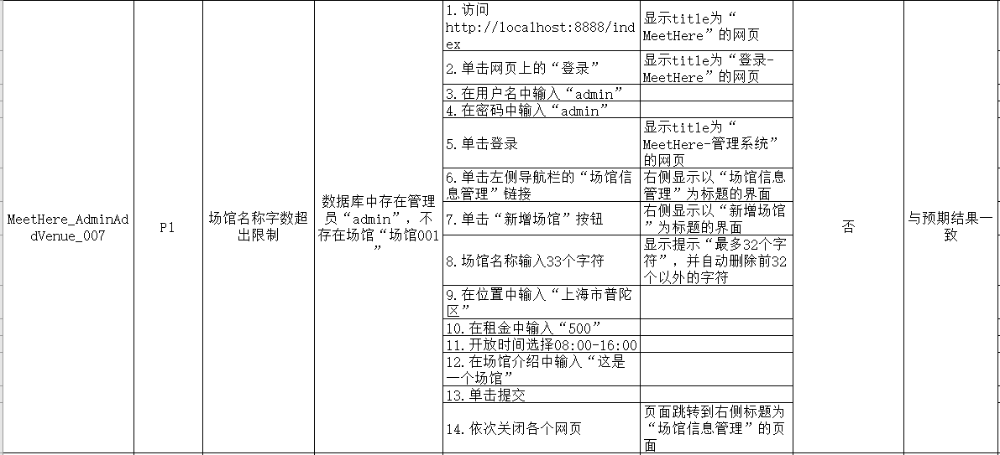 MeetHere_AdminAd
dVenue_007
P1
场馆名称字数超
出限制
数据库中存在管理
员“admin”，不
存在场馆“场馆001
”
1.访问
http://localhost:8888/ind
ex
显示title为“
MeetHere”的网页
2.单击网页上的“登录”
显示title为“登录-
MeetHere”的网页
3.在用户名中输入“admin”
4.在密码中输入“admin”
5.单击登录
显示title为“
MeetHere-管理系统”
的网页
6.单击左侧导航栏的“场馆信
息管理”链接
右侧显示以“场馆信息
管理”为标题的界面
7.单击“新增场馆”按钮
右侧显示以“新增场馆
”为标题的界面
8.场馆名称输入33个字符
显示提示“最多32个字
符”，并自动删除前32
个以外的字符
9.在位置中输入“上海市普陀
区”
10.在租金中输入“500”
11.开放时间选择08:00-16:00
12.在场馆介绍中输入“这是
一个场馆”
13.单击提交
14.依次关闭各个网页
页面跳转到右侧标题为
“场馆信息管理”的页
面
否
与预期结果一
致